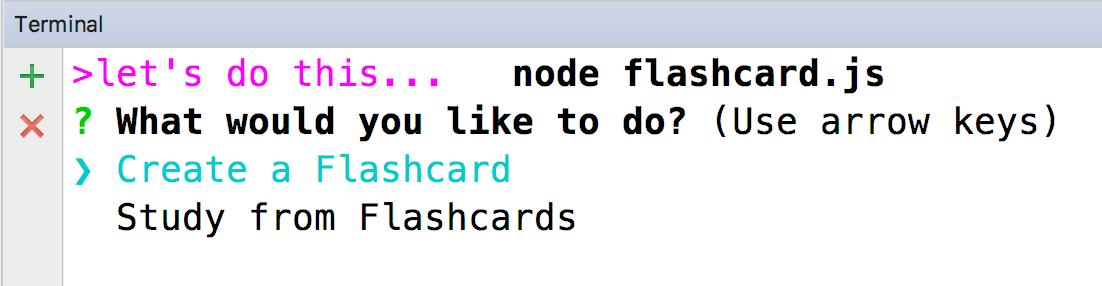 Terminal
>let's do this...   node flashcard.js
? What would you like to do? (Use arrow keys)
❯ Create a Flashcard
Study from Flashcards